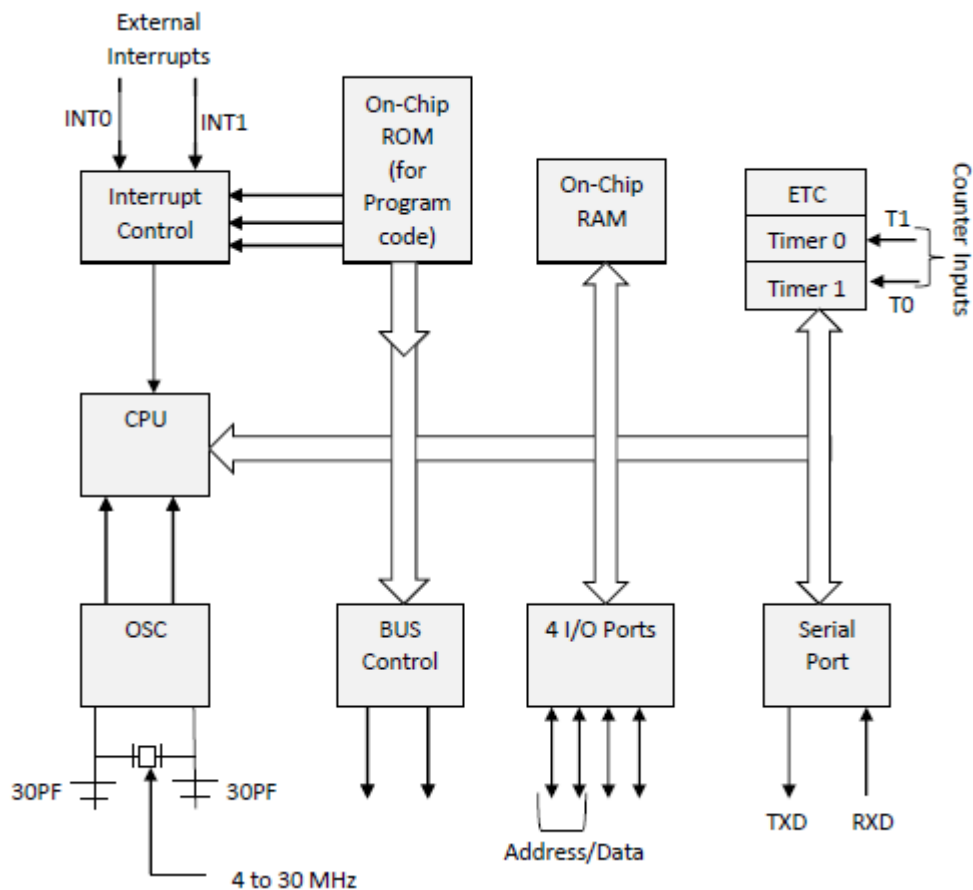 External
Interrupts
INT0
INT1
On-Chip
ROM
(for
Program
code)
Interrupt
Control
On-Chip
RAM
ETC
Timer 0
Timer 1
T1
T0
Counter Inputs
CPU
OSC
BUS
Control
4 I/O Ports
Serial
Port
30PF
30PF
4 to 30 MHz
Address/Data
TXD
RXD